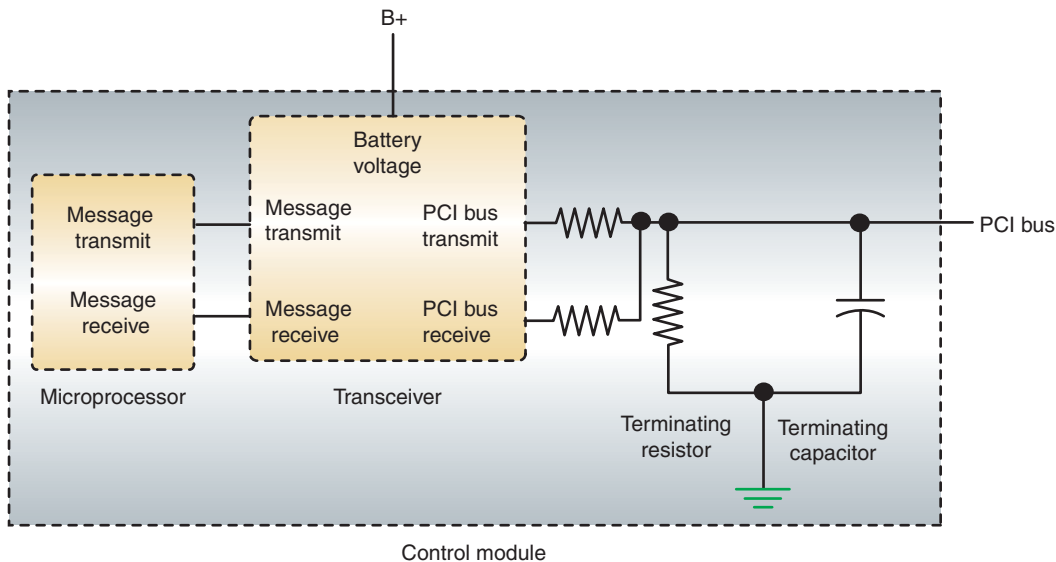 B+
Battery
voltage
Message
transmit
Message
receive
Message
transmit
PCI bus
transmit
Message
receive
PCI bus
receive
PCI bus
Microprocessor
Transceiver
Terminating
resistor
Terminating
capacitor
Control module